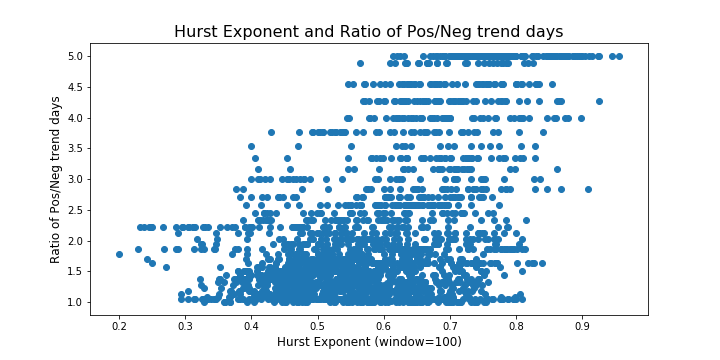 Hurst Exponent and Ratio of Pos/Neg trend days
5.0
4.5
4.0
3.5
3.0
2.5
2.0
1.5
1.0
Ratio of Pos/Neg trend days
0.2 0.3 0.4 0.5 0.6 0.7 0.8 0.9
Hurst Exponent (window=100)